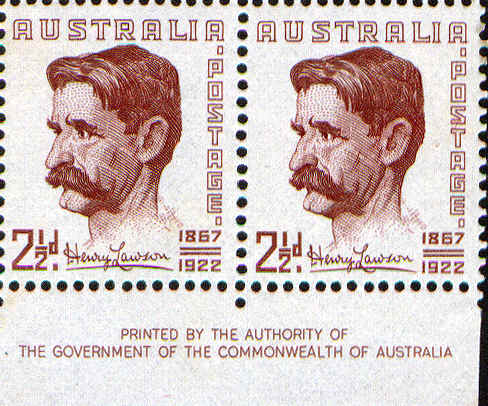 AUSTRALIA AUSTRALIA
.POSTAGE. .POSTAGE.
2½d. Henry Lawson 1867 2½d. Henry Lawson 1867
1922 1922
PRINTED BY THE AUTHORITY OF
THE GOVERNMENT OF THE COMMONWEALTH OF AUSTRALIA